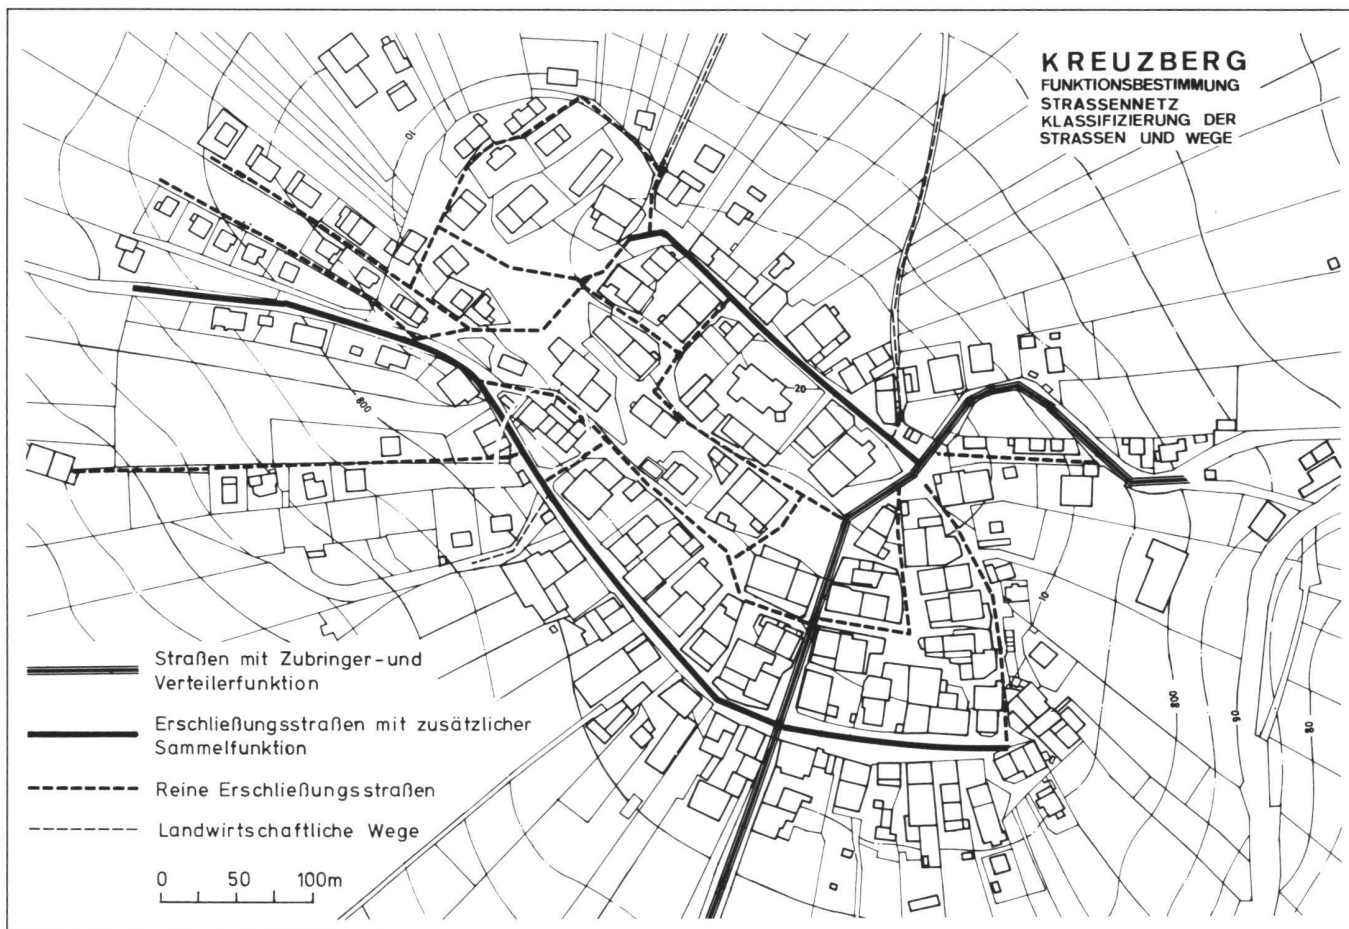 KREUZBERG
FUNKTIONSBESTIMMUNG
STRASSENNETZ
KLASSIFIZIERUNG DER
STRASSEN UND WEGE
10
20
800
10
800
90
80
Straßen mit Zubringer- und
Verteilerfunktion
Erschließungsstraßen mit zusätzlicher
Sammelfunktion
Reine Erschließungsstraßen
Landwirtschaftliche Wege
0 50 100m